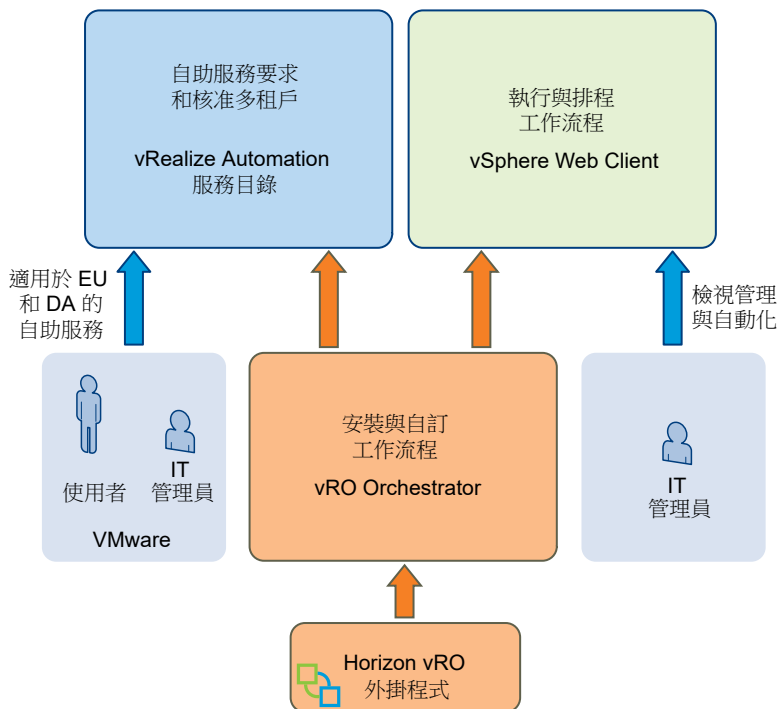 自助服務要求
和核准多租戶
vRealize Automation
服務目錄
執行與排程
工作流程
vSphere Web Client
適用於 EU
和 DA 的
自助服務
檢視管理
與自動化
使用者
IT
管理員
VMware
安裝與自訂
工作流程
vRO Orchestrator
IT
管理員
Horizon vRO
外掛程式